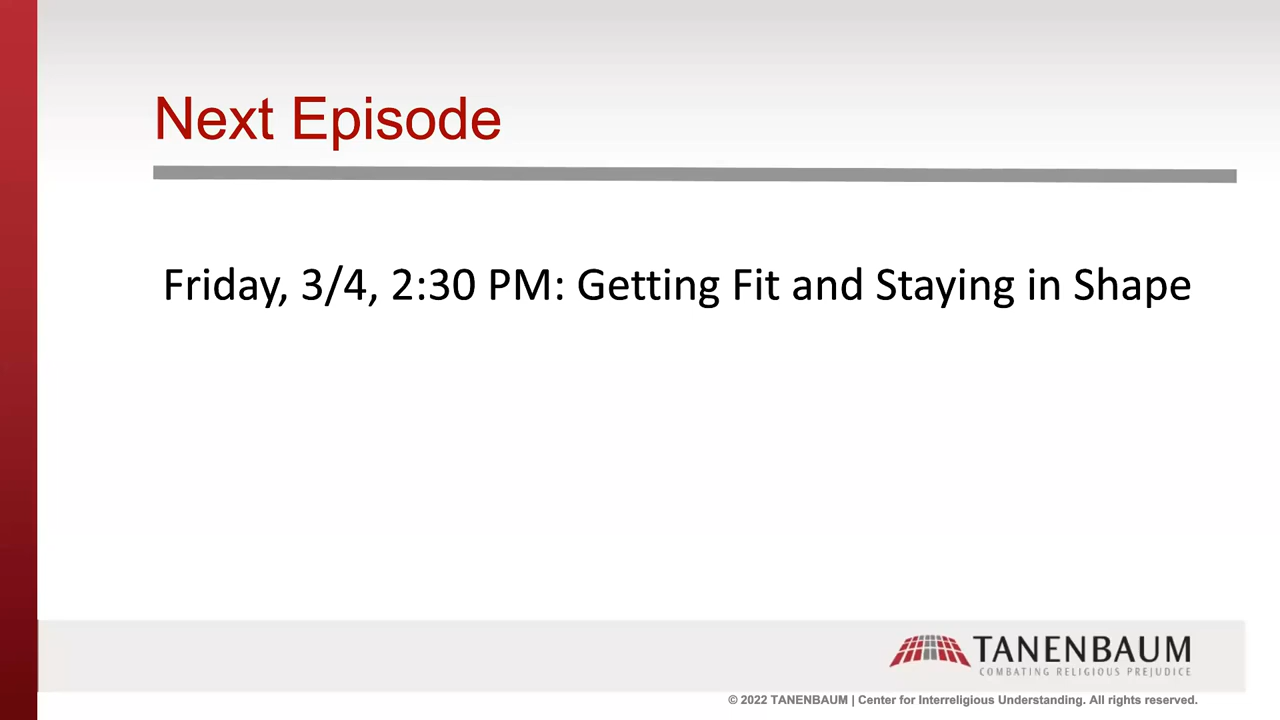 Next Episode
Friday, 3/4, 2:30 PM: Getting Fit and Staying in Shape
TANENBAUM
COMBATING RELIGIOUS PREJUDICE
© 2022 TANENBAUM | Center for Interreligious Understanding. All rights reserved.